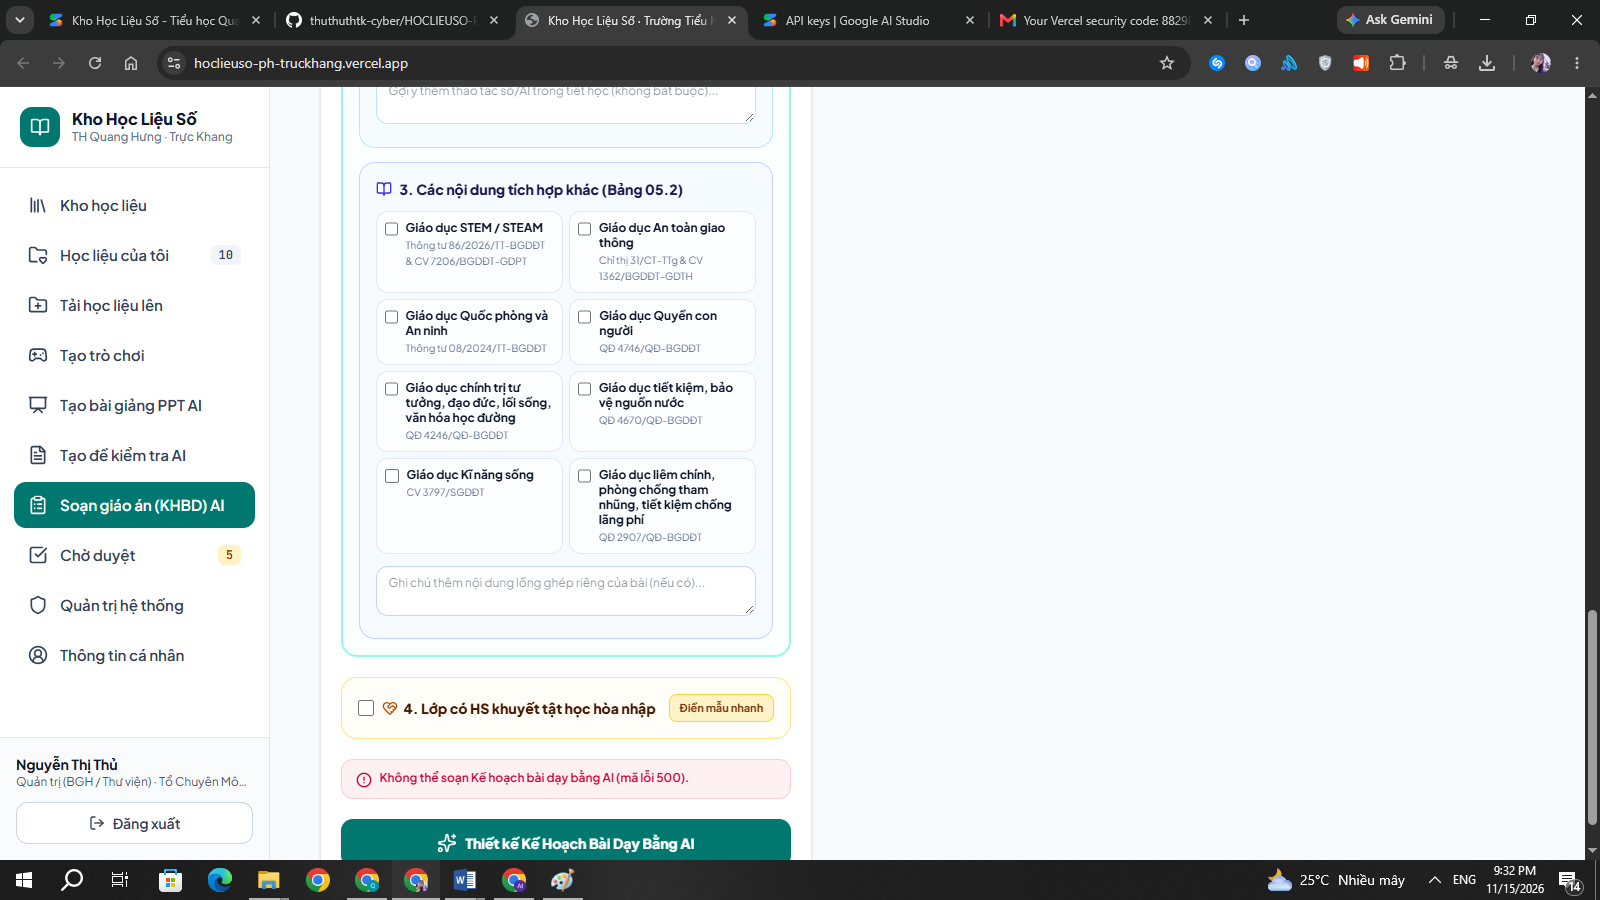 Kho Học Liệu Số - Tiểu học Qua
thuthuthtk-cyber/HOCLIEUSO-
Kho Học Liệu Số · Trường Tiểu
API keys | Google AI Studio
Your Vercel security code: 8829
Ask Gemini
hoclieuso-ph-truckhang.vercel.app
Kho Học Liệu Số
TH Quang Hưng · Trực Khang
Kho học liệu
Học liệu của tôi
10
Tải học liệu lên
Tạo trò chơi
Tạo bài giảng PPT AI
Tạo đề kiểm tra AI
Soạn giáo án (KHBD) AI
Chờ duyệt
5
Quản trị hệ thống
Thông tin cá nhân
Nguyễn Thị Thủ
Quản trị (BGH / Thư viện) · Tổ Chuyên Mô...
Đăng xuất
Gợi ý thêm thao tác số/AI trong tiết học (không bắt buộc)...
3. Các nội dung tích hợp khác (Bảng 05.2)
Giáo dục STEM / STEAM
Thông tư 86/2026/TT-BGDĐT
& CV 7206/BGDĐT-GDPT
Giáo dục An toàn giao
thông
Chỉ thị 31/CT-TTg & CV
1362/BGDĐT-GDTH
Giáo dục Quốc phòng và
An ninh
Thông tư 08/2024/TT-BGDĐT
Giáo dục Quyền con
người
QĐ 4746/QĐ-BGDĐT
Giáo dục chính trị tư
tưởng, đạo đức, lối sống,
văn hóa học đường
QĐ 4246/QĐ-BGDĐT
Giáo dục tiết kiệm, bảo
vệ nguồn nước
QĐ 4670/QĐ-BGDĐT
Giáo dục Kĩ năng sống
CV 3797/SGDĐT
Giáo dục liêm chính,
phòng chống tham
nhũng, tiết kiệm chống
lãng phí
QĐ 2907/QĐ-BGDĐT
Ghi chú thêm nội dung lồng ghép riêng của bài (nếu có)...
4. Lớp có HS khuyết tật học hòa nhập
Điền mẫu nhanh
Không thể soạn Kế hoạch bài dạy bằng AI (mã lỗi 500).
Thiết kế Kế Hoạch Bài Dạy Bằng AI
25°C Nhiều mây
ENG
9:32 PM
11/15/2026
14